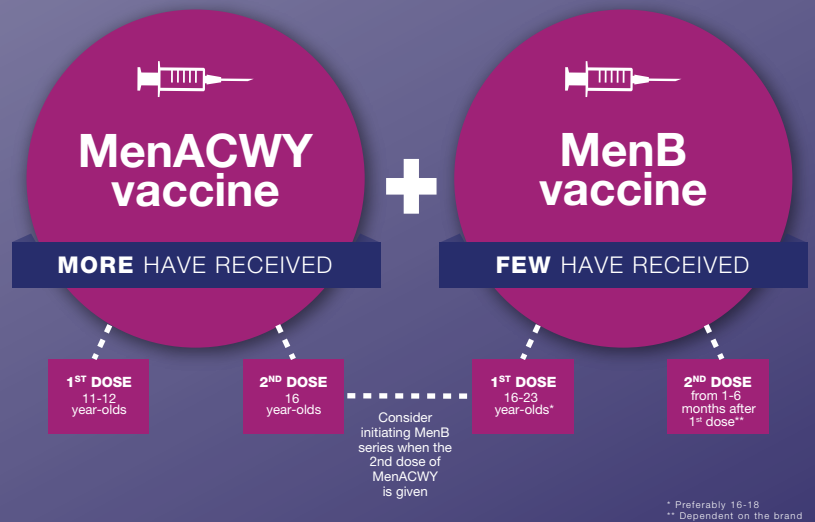 MenACWY
vaccine
MORE HAVE RECEIVED
1ST DOSE
11-12
year-olds
2ND DOSE
16
year-olds
Consider
initiating MenB
series when the
2nd dose of
MenACWY
is given
MenB
vaccine
FEW HAVE RECEIVED
1ST DOSE
16-23
year-olds*
2ND DOSE
from 1-6
months after
1st dose**
* Preferably 16-18
** Dependent on the brand